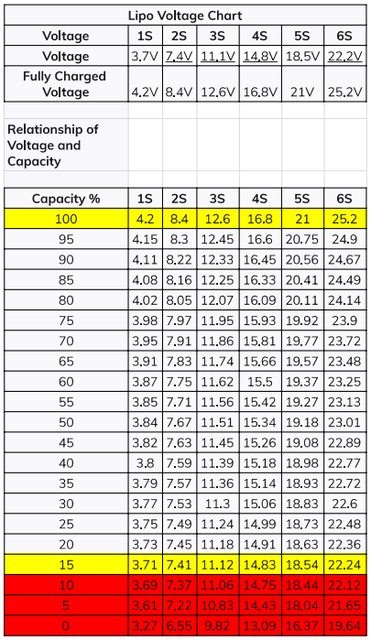 Lipo Voltage Chart
Voltage 1S 2S 3S 4S 5S 6S
Voltage 3.7V 7.4V 11.1V 14.8V 18.5V 22.2V
Fully Charged
Voltage 4.2V 8.4V 12.6V 16.8V 21V 25.2V
Relationship of
Voltage and
Capacity
Capacity % 1S 2S 3S 4S 5S 6S
100 4.2 8.4 12.6 16.8 21 25.2
95 4.15 8.3 12.45 16.6 20.75 24.9
90 4.11 8.22 12.33 16.45 20.56 24.67
85 4.08 8.16 12.25 16.33 20.41 24.49
80 4.02 8.05 12.07 16.09 20.11 24.14
75 3.98 7.97 11.95 15.93 19.92 23.9
70 3.95 7.91 11.86 15.81 19.77 23.72
65 3.91 7.83 11.74 15.66 19.57 23.48
60 3.87 7.75 11.62 15.5 19.37 23.25
55 3.85 7.71 11.56 15.42 19.27 23.13
50 3.84 7.67 11.51 15.34 19.18 23.01
45 3.82 7.63 11.45 15.26 19.08 22.89
40 3.8 7.59 11.39 15.18 18.98 22.77
35 3.79 7.57 11.36 15.14 18.93 22.72
30 3.77 7.53 11.3 15.06 18.83 22.6
25 3.75 7.49 11.24 14.99 18.73 22.48
20 3.73 7.45 11.18 14.91 18.63 22.36
15 3.71 7.41 11.12 14.83 18.54 22.24
10 3.69 7.37 11.06 14.75 18.44 22.12
5 3.61 7.22 10.83 14.43 18.04 21.65
0 3.27 6.55 9.82 13.09 16.37 19.64